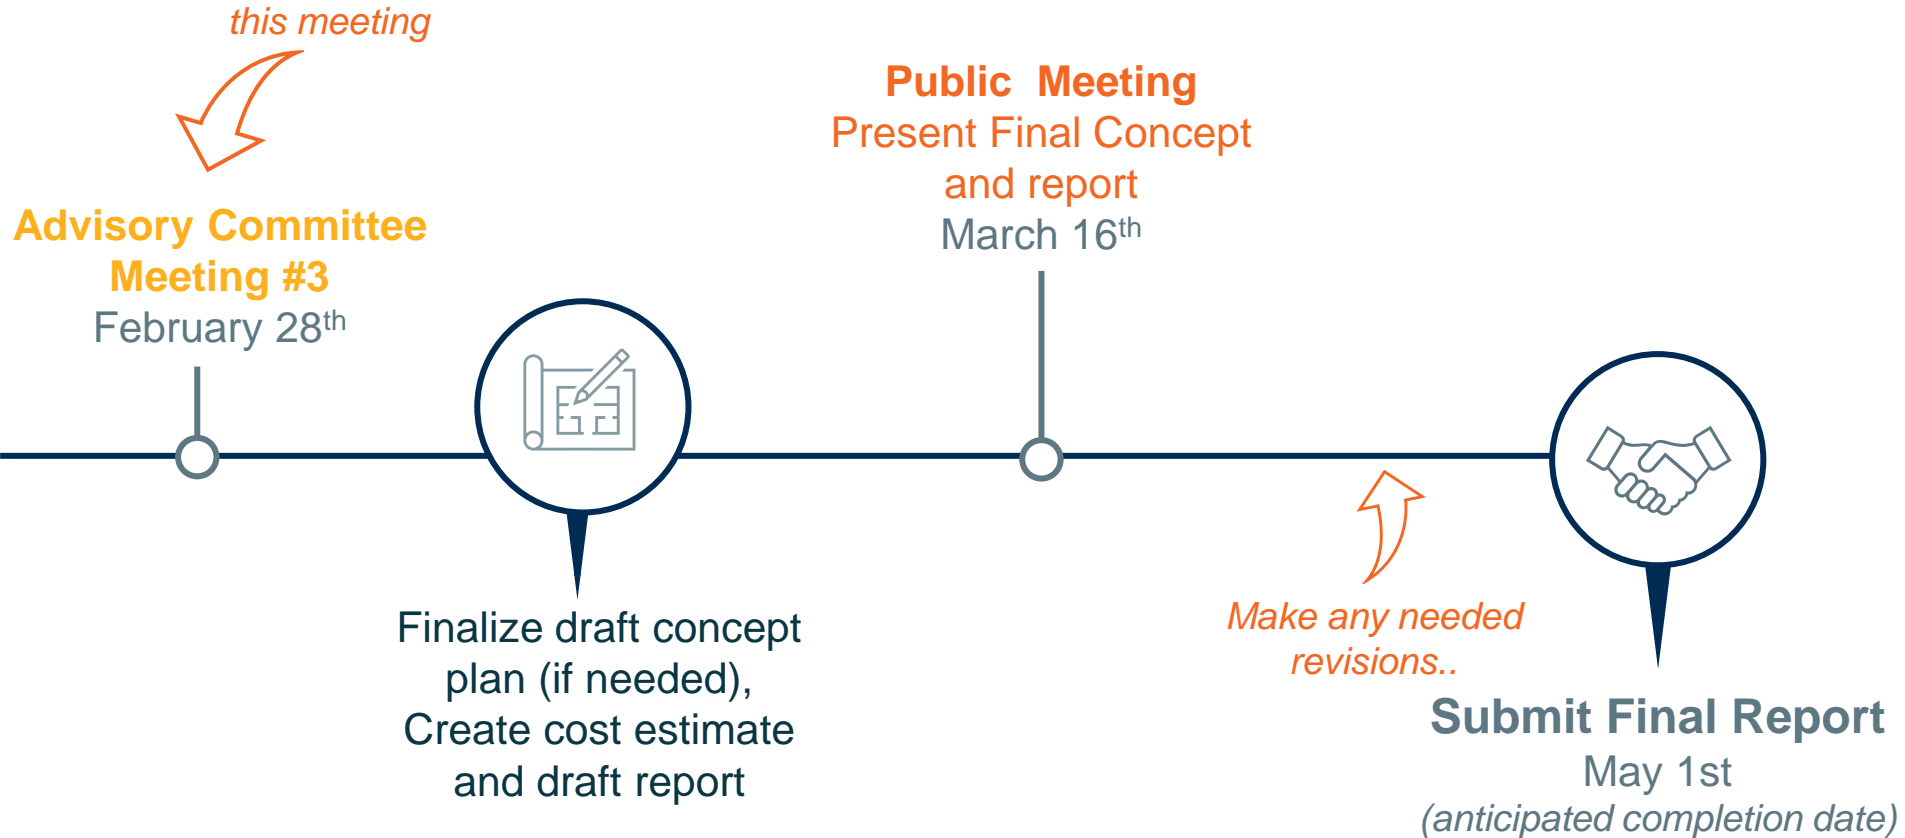 this meeting
Advisory Committee
Meeting #3
February 28th
Finalize draft concept
plan (if needed),
Create cost estimate
and draft report
Public Meeting
Present Final Concept
and report
March 16th
Make any needed
revisions..
Submit Final Report
May 1st
(anticipated completion date)